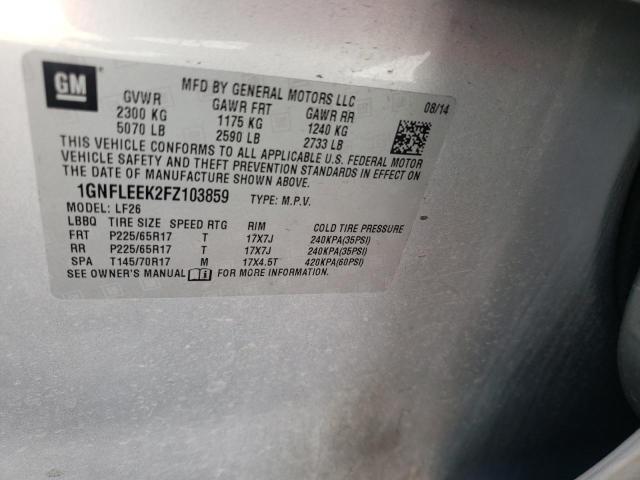 GM
MFD BY GENERAL MOTORS LLC
08/14
GVWR GAWR FRT GAWR RR
2300 KG 1175 KG 1240 KG
5070 LB 2590 LB 2733 LB
THIS VEHICLE CONFORMS TO ALL APPLICABLE U.S. FEDERAL MOTOR
VEHICLE SAFETY AND THEFT PREVENTION STANDARDS IN EFFECT ON
THE DATE OF MANUFACTURE SHOWN ABOVE.
1GNFLEEK2FZ103859 TYPE: M.P.V.
MODEL: LF26
LBBQ TIRE SIZE SPEED RTG RIM COLD TIRE PRESSURE
FRT P225/65R17 T 17X7J 240KPA(35PSI)
RR P225/65R17 T 17X7J 240KPA(35PSI)
SPA T145/70R17 M 17X4.5T 420KPA(60PSI)
SEE OWNER'S MANUAL FOR MORE INFORMATION.